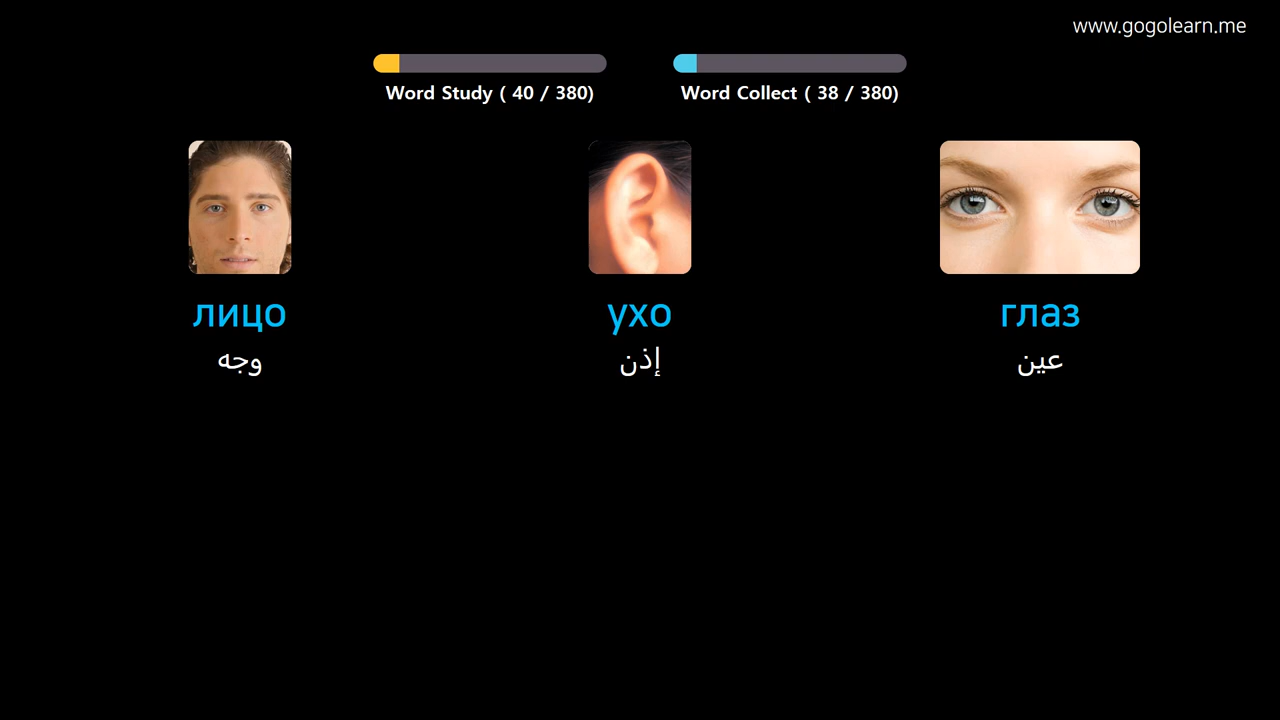 www.gogolearn.me
Word Study ( 40 / 380)
Word Collect ( 38 / 380)
лицо
ухо
глаз
وجه
إذن
عين